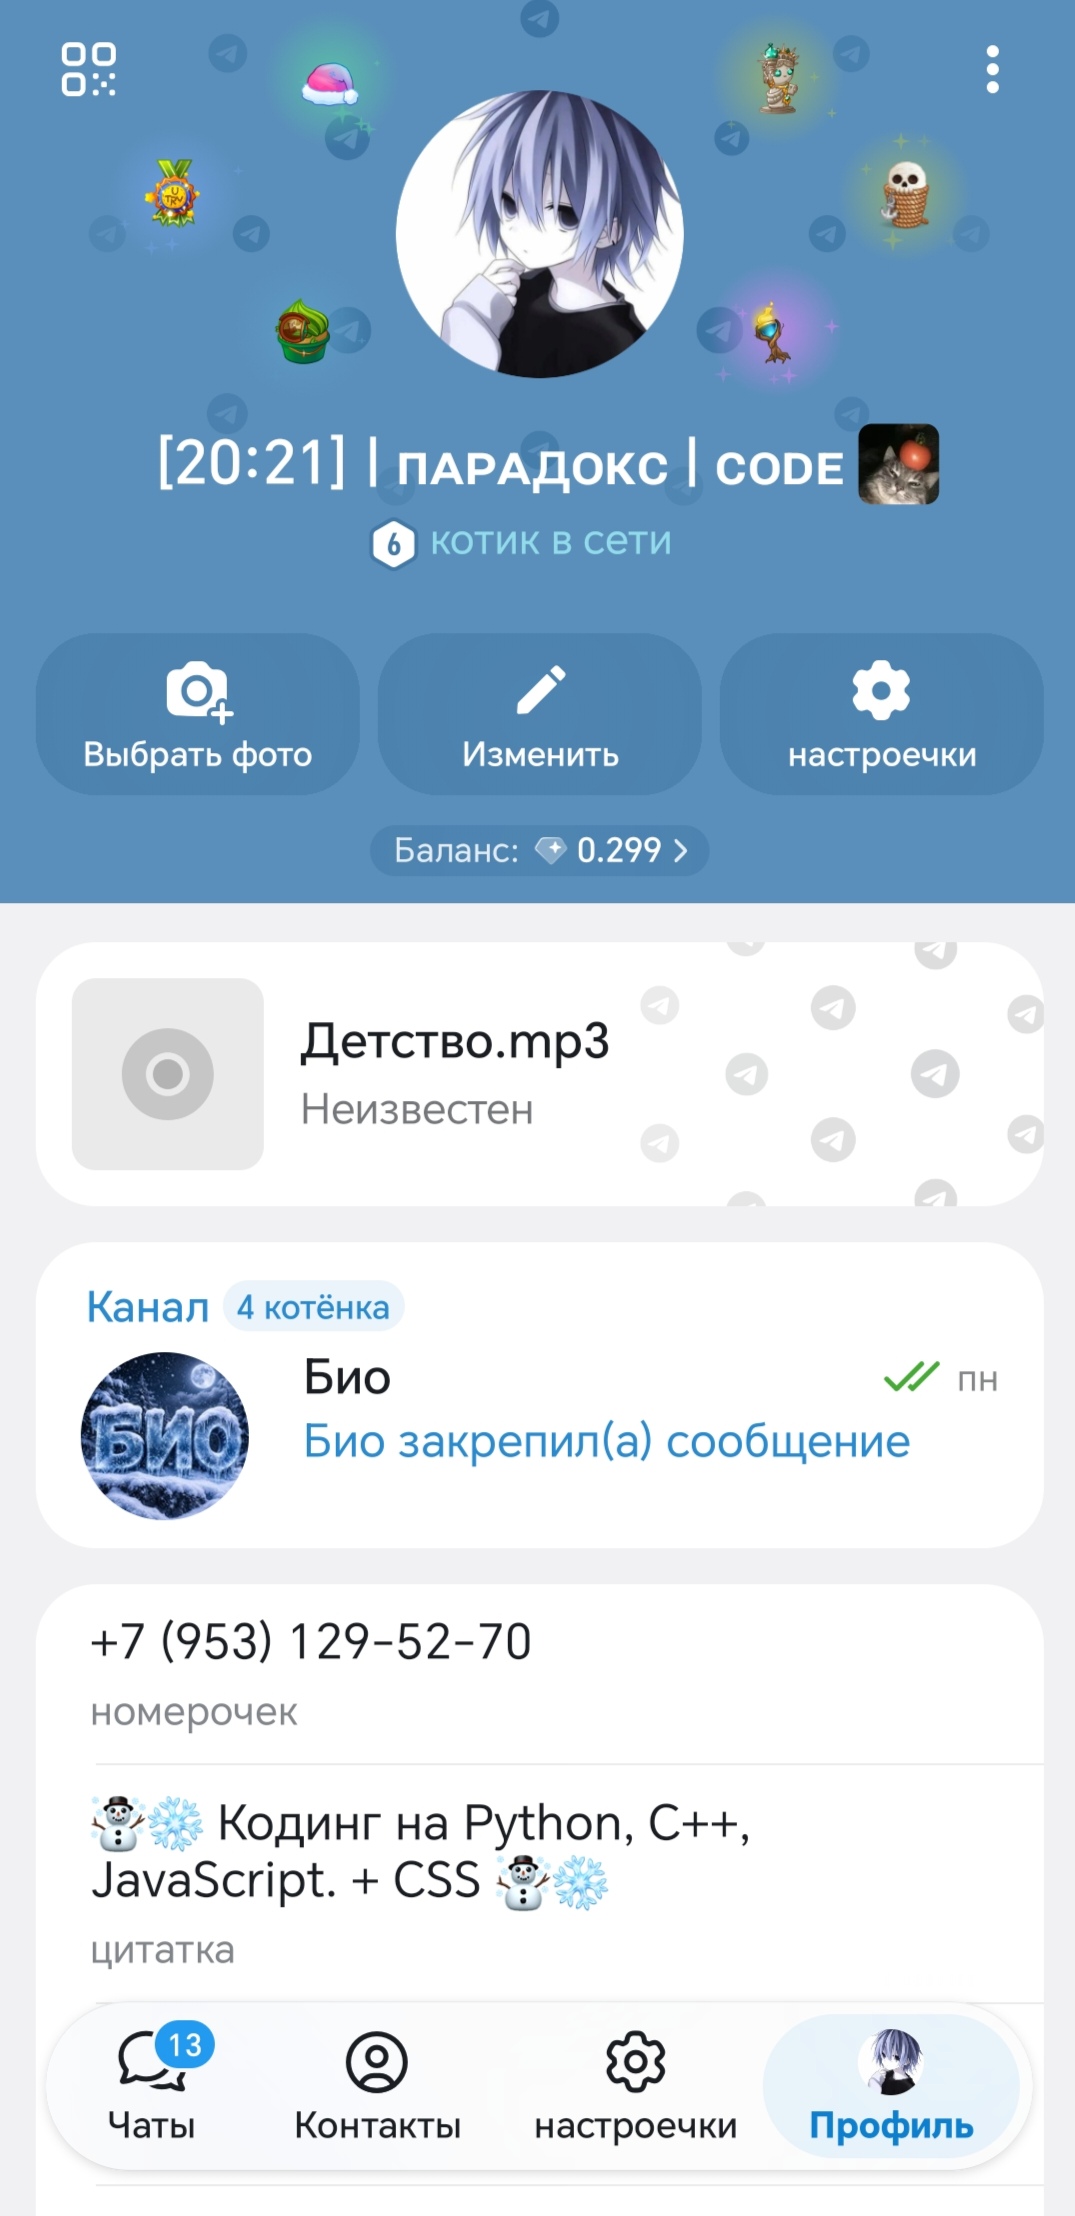 [20:21] | ПАРАДОКС | CODE
6 котик в сети
Выбрать фото
Изменить
настроечки
Баланс: 0.299
Детство.mp3
Неизвестен
Канал 4 котёнка
БИО
Био
пн
Био закрепил(а) сообщение
+7 (953) 129-52-70
номерочек
Кодинг на Python, C++,
JavaScript. + CSS
цитатка
13
Чаты
Контакты
настроечки
Профиль